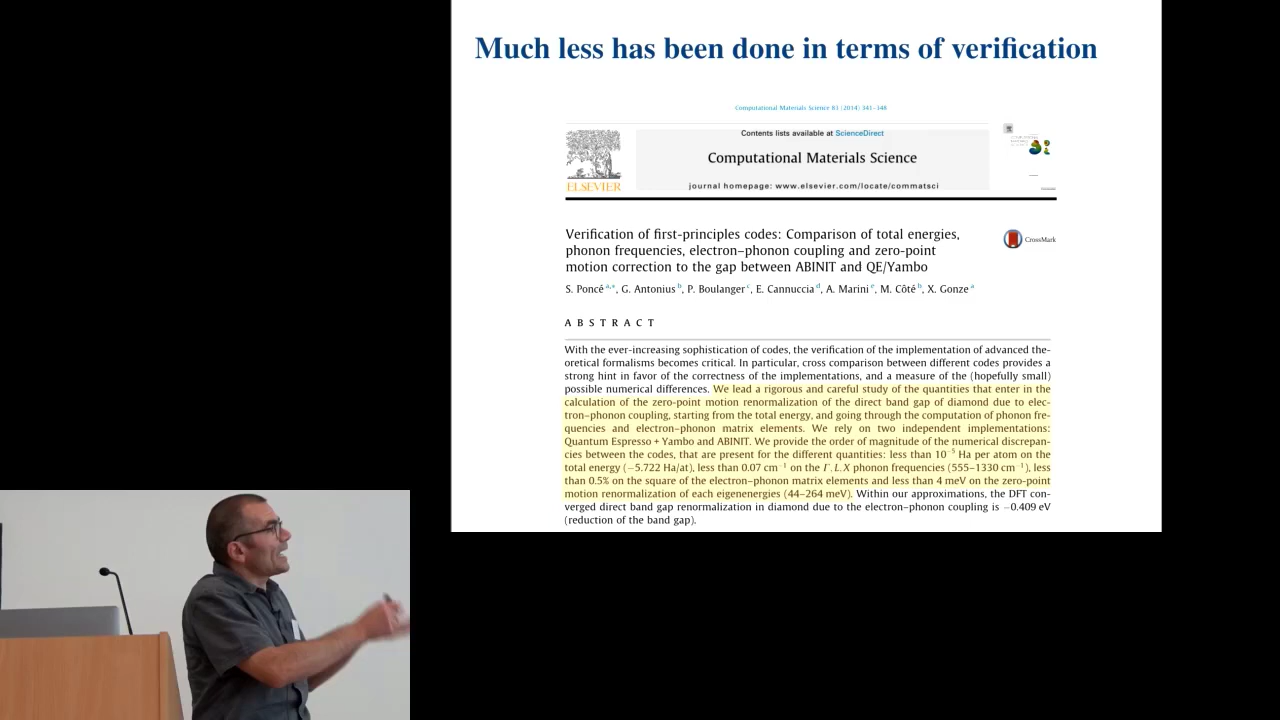 Much less has been done in terms of verification
Computational Materials Science 83 (2014) 341–348
Contents lists available at ScienceDirect
Computational Materials Science
journal homepage: www.elsevier.com/locate/commatsci
ELSEVIER
Verification of first-principles codes: Comparison of total energies,
phonon frequencies, electron–phonon coupling and zero-point
motion correction to the gap between ABINIT and QE/Yambo
CrossMark
S. Poncé a,*, G. Antonius b, P. Boulanger c, E. Cannuccia d, A. Marini e, M. Côté b, X. Gonze a
ABSTRACT
With the ever-increasing sophistication of codes, the verification of the implementation of advanced the-
oretical formalisms becomes critical. In particular, cross comparison between different codes provides a
strong hint in favor of the correctness of the implementations, and a measure of the (hopefully small)
possible numerical differences. We lead a rigorous and careful study of the quantities that enter in the
calculation of the zero-point motion renormalization of the direct band gap of diamond due to elec-
tron–phonon coupling, starting from the total energy, and going through the computation of phonon fre-
quencies and electron–phonon matrix elements. We rely on two independent implementations:
Quantum Espresso + Yambo and ABINIT. We provide the order of magnitude of the numerical discrepan-
cies between the codes, that are present for the different quantities: less than 10⁻⁵ Ha per atom on the
total energy (−5.722 Ha/at), less than 0.07 cm⁻¹ on the Γ, L, X phonon frequencies (555–1330 cm⁻¹), less
than 0.5% on the square of the electron–phonon matrix elements and less than 4 meV on the zero-point
motion renormalization of each eigenenergies (44–264 meV). Within our approximations, the DFT con-
verged direct band gap renormalization in diamond due to the electron–phonon coupling is −0.409 eV
(reduction of the band gap).